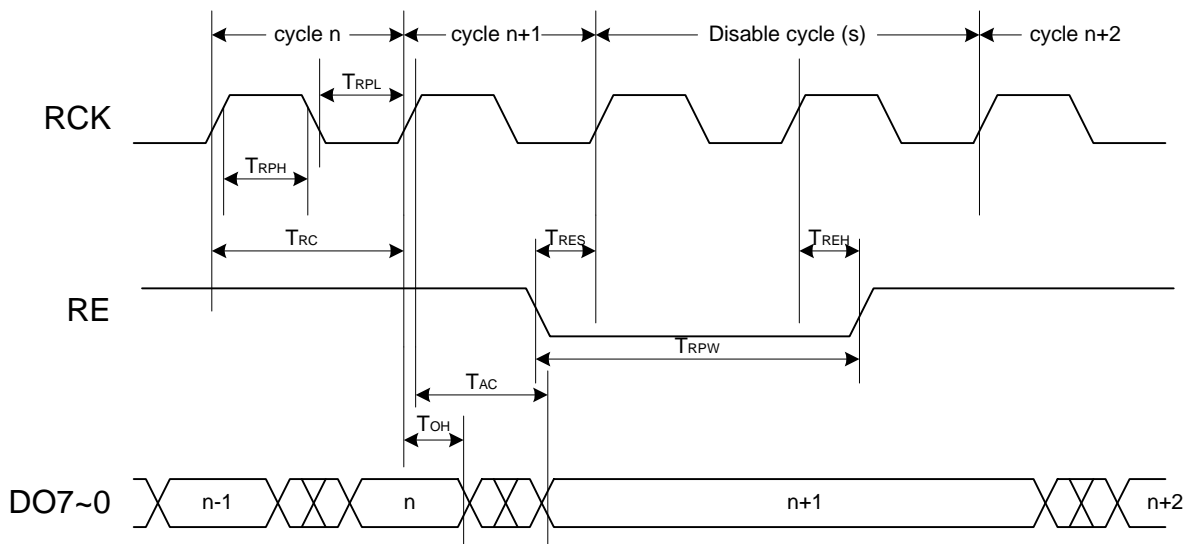 cycle n
cycle n+1
Disable cycle (s)
cycle n+2
TRPL
RCK
TRPH
TRC
TRES
TREH
RE
TRPW
TAC
TOH
DO7~0
n-1
n
n+1
n+2